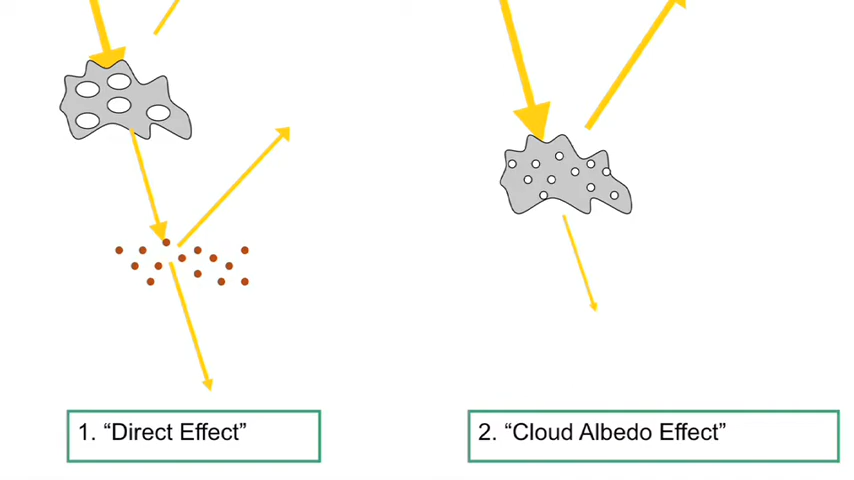 1. “Direct Effect”
2. “Cloud Albedo Effect”